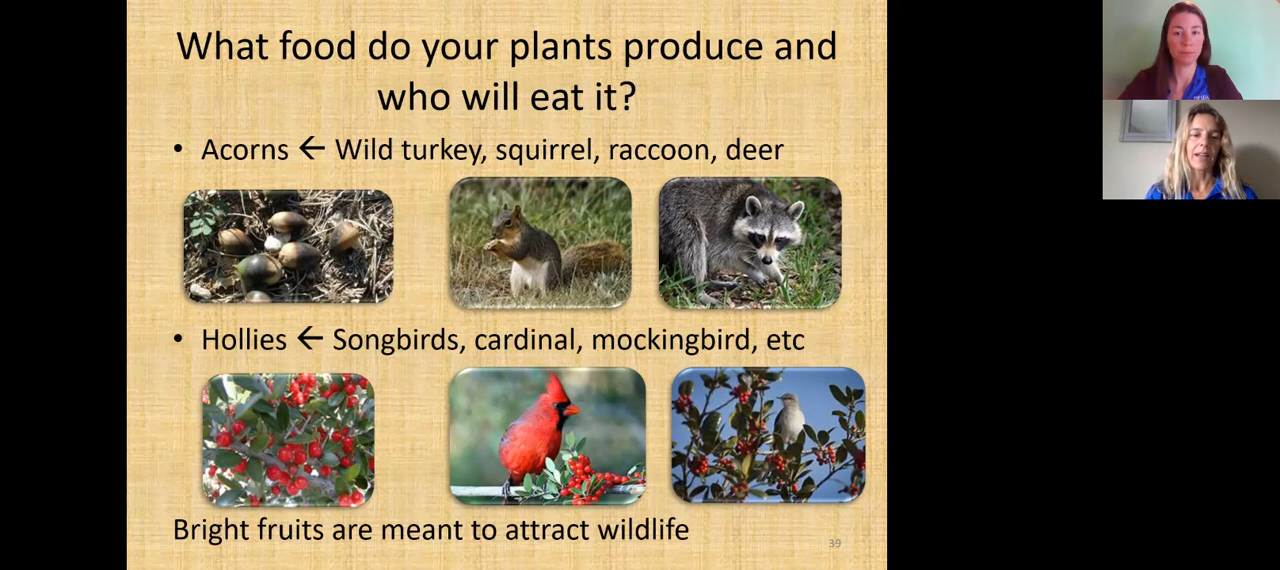 What food do your plants produce and
who will eat it?
• Acorns ← Wild turkey, squirrel, raccoon, deer
• Hollies ← Songbirds, cardinal, mockingbird, etc
Bright fruits are meant to attract wildlife
39